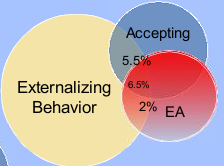 Accepting
5.5%
Externalizing
Behavior
6.5%
2%
EA